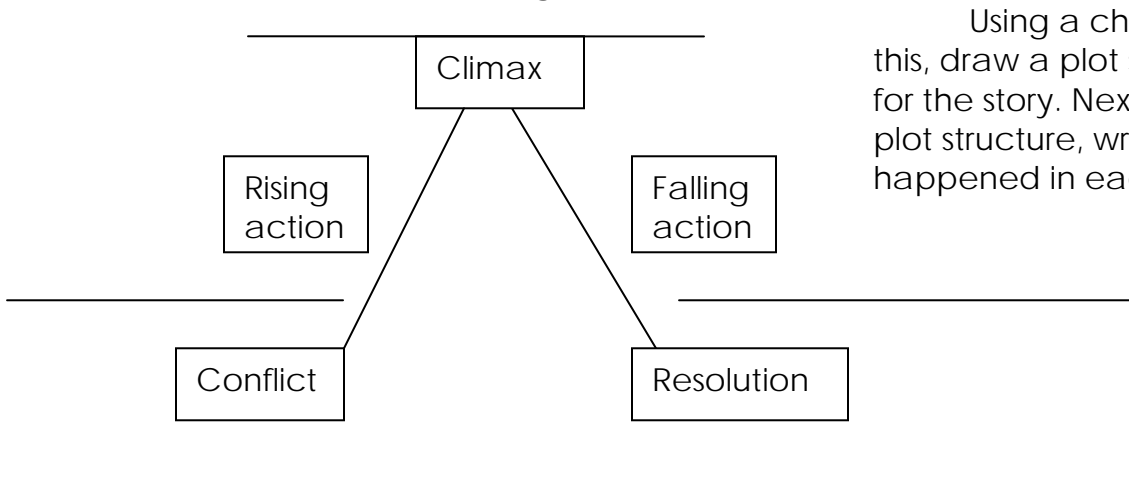 Climax
Using a ch
this, draw a plot
for the story. Nex
plot structure, wr
happened in ea
Rising
action
Falling
action
Conflict
Resolution